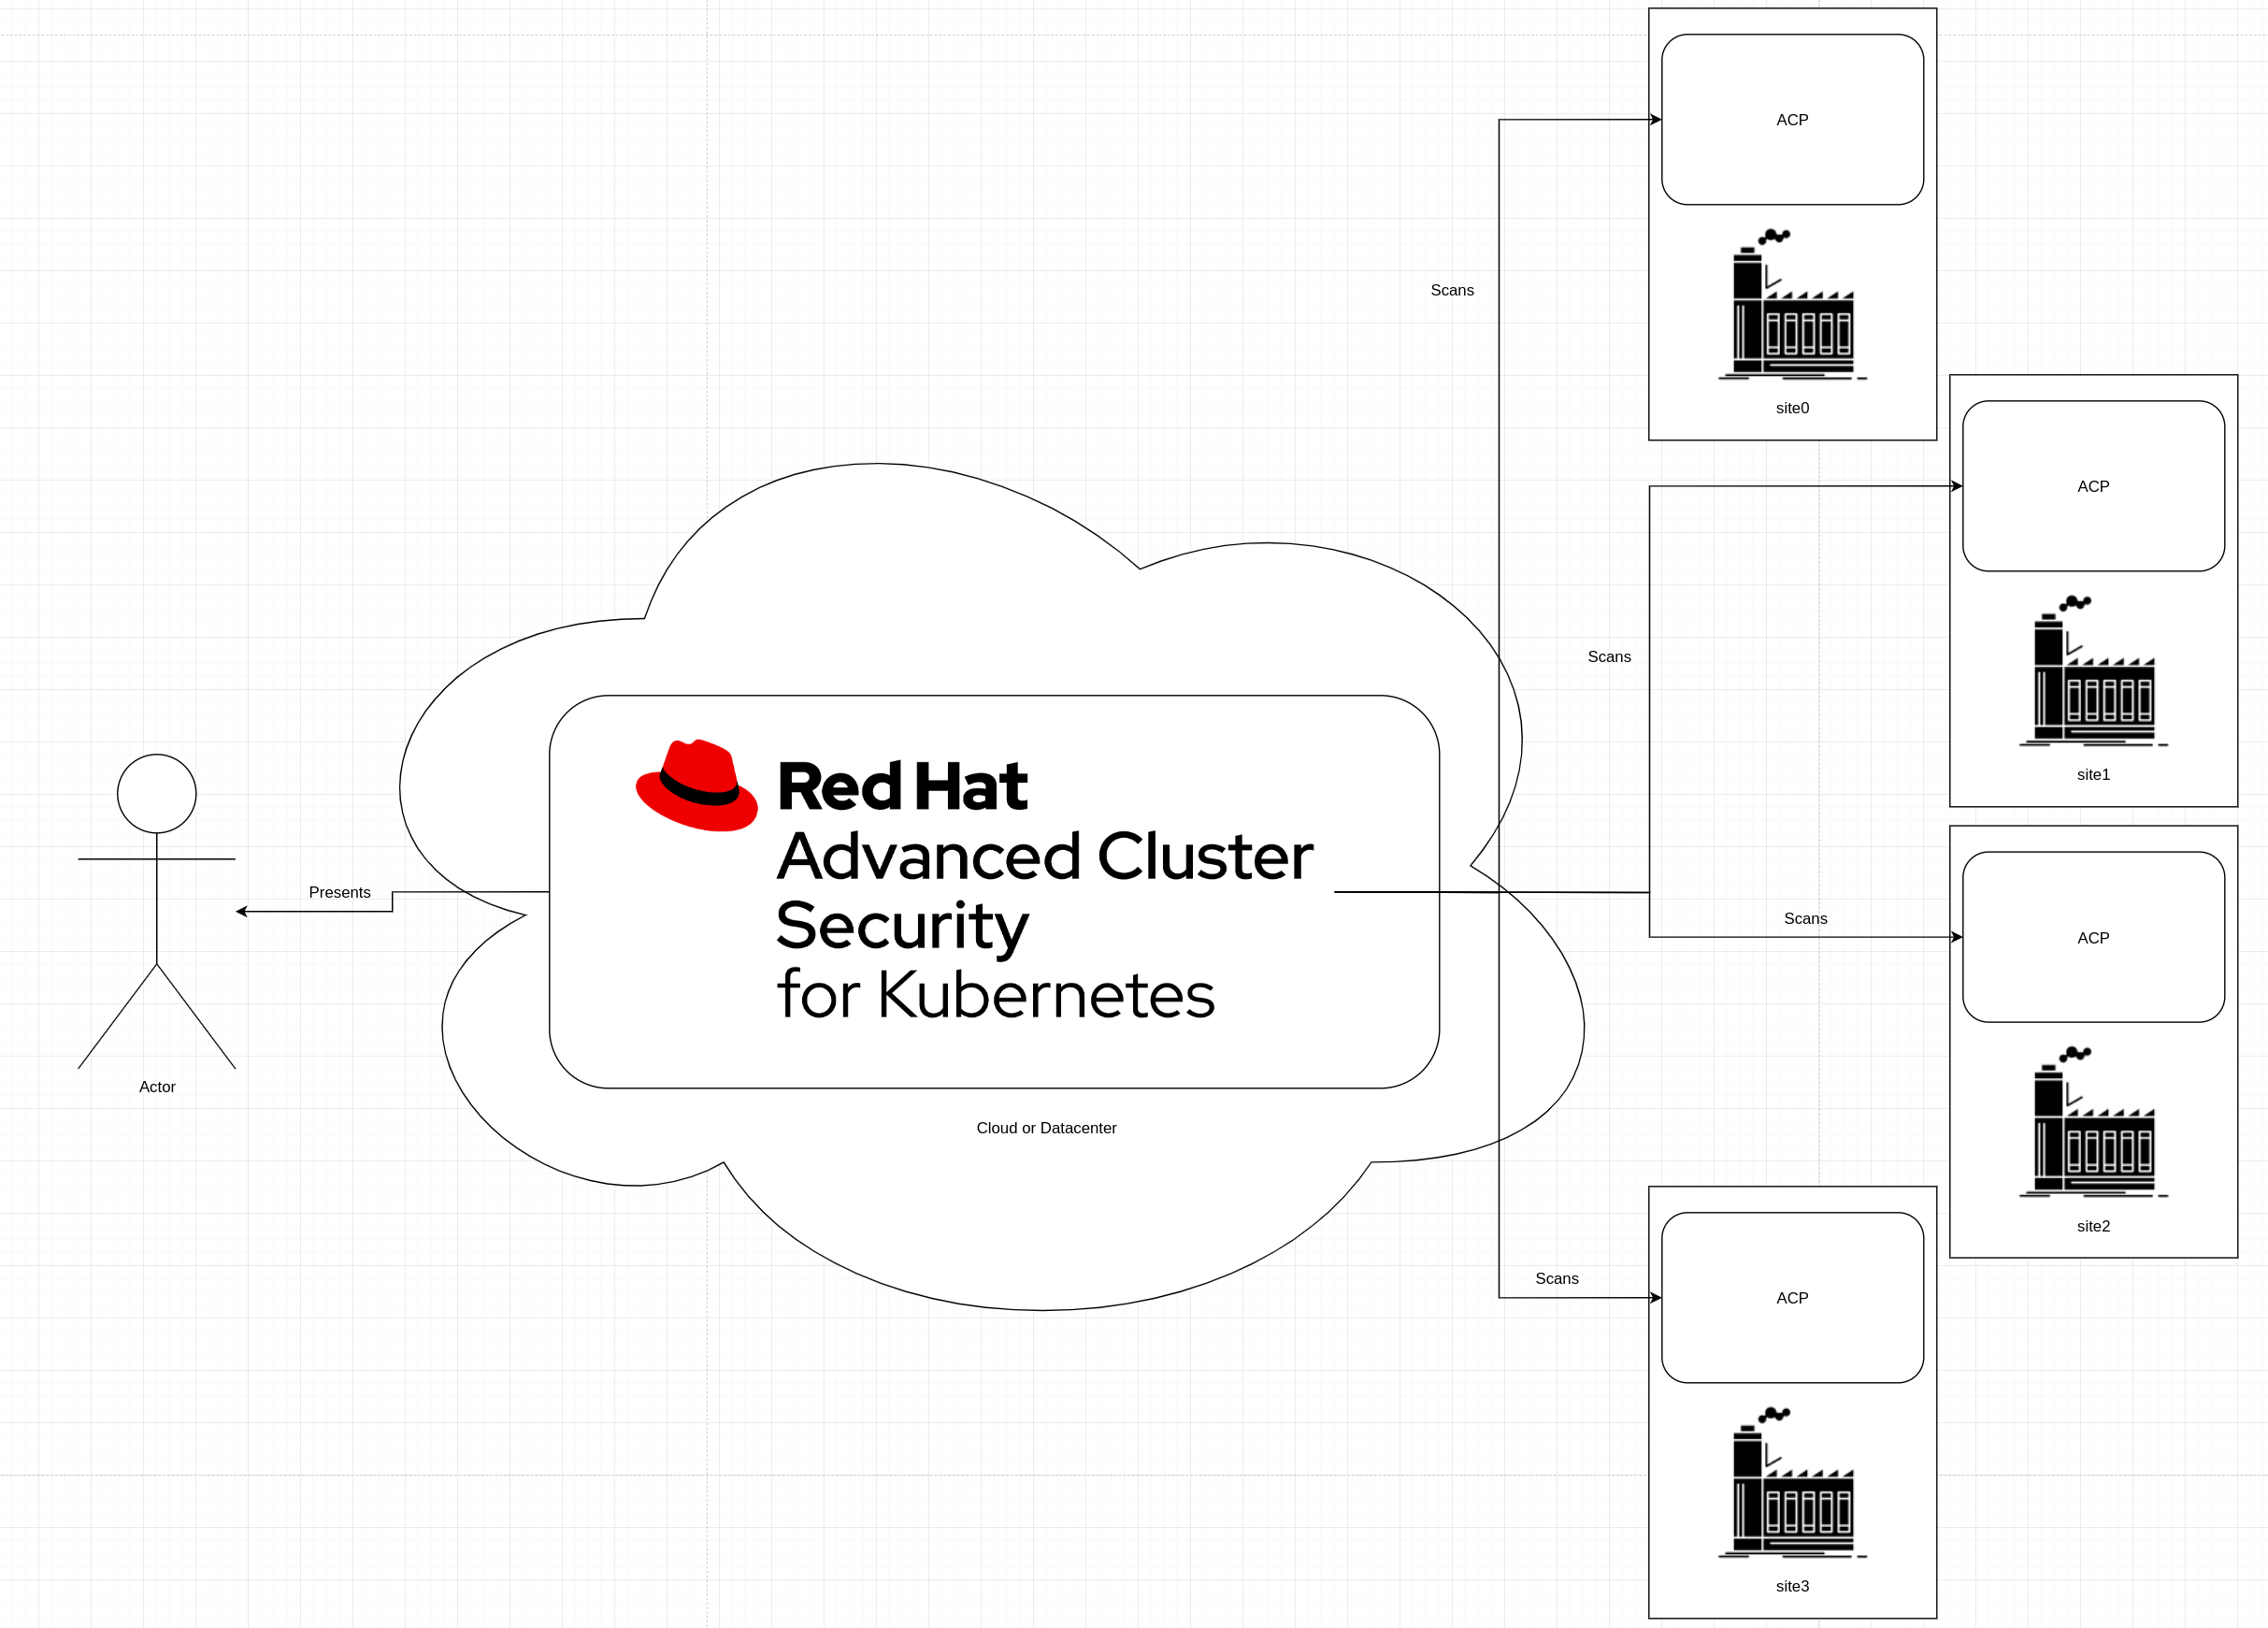 ACP
Scans
site0
ACP
Scans
site1
Red Hat
Advanced Cluster
Security
for Kubernetes
Presents
Actor
Cloud or Datacenter
Scans
ACP
site2
Scans
ACP
site3